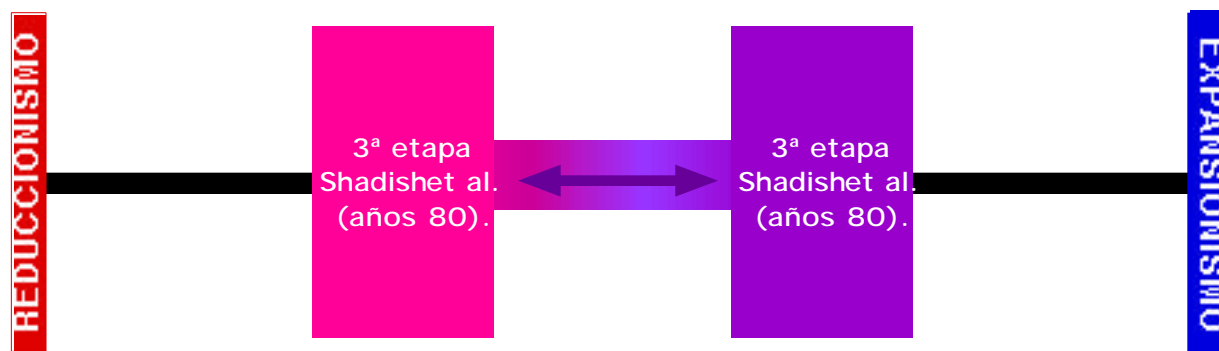 REDUCCIONISMO
3ª etapa
Shadishet al.
(años 80).
3ª etapa
Shadishet al.
(años 80).
EXPANSIONISMO